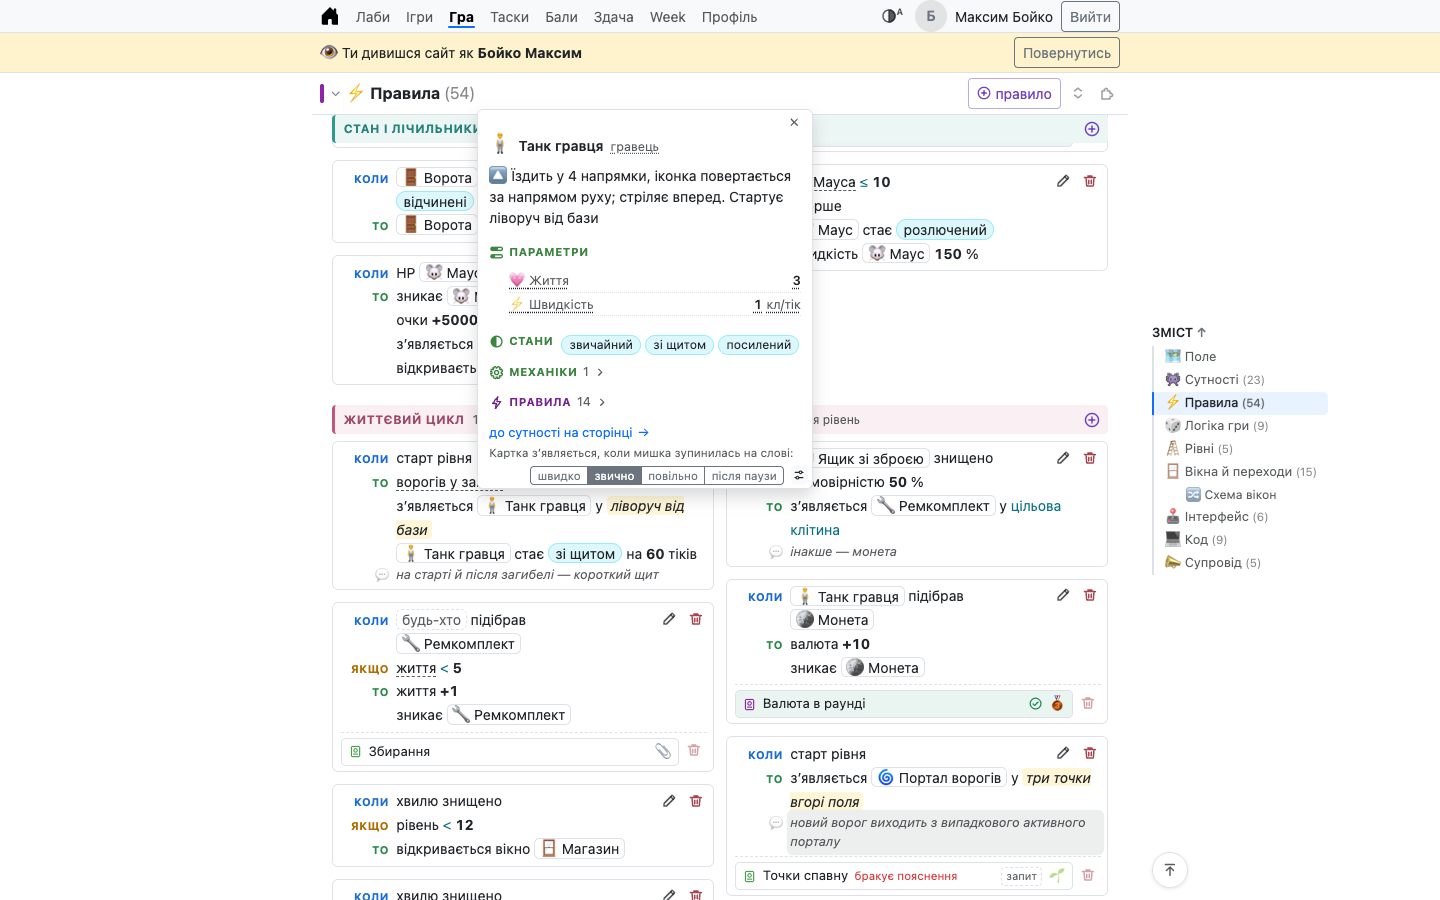 Лаби Ігри Гра Таски Бали Здача Week Профіль
Б Максим Бойко Вийти
Ти дивишся сайт як Бойко Максим
Повернутись
Правила (54)
правило
СТАН І ЛІЧИЛЬНИКИ
коли Ворота
відчинені
то Ворота
коли HP Маус
то зникає
очки +5000
з’являється
відкриваєть
Мауса ≤ 10
рше
Маус стає розлючений
идкість Маус 150 %
Танк гравця гравець
Їздить у 4 напрямки, іконка повертається
за напрямом руху; стріляє вперед. Стартує
ліворуч від бази
ПАРАМЕТРИ
Життя 3
Швидкість 1 кл/тік
СТАНИ звичайний зі щитом посилений
МЕХАНІКИ 1
ПРАВИЛА 14
до сутності на сторінці →
Картка з’являється, коли мишка зупинилась на слові:
швидко звично повільно після паузи
ЖИТТЄВИЙ ЦИКЛ 1
я рівень
коли старт рівня
то ворогів у за
з’являється Танк гравця у ліворуч від
бази
Танк гравця стає зі щитом на 60 тіків
на старті й після загибелі — короткий щит
коли будь-хто підібрав
Ремкомплект
якщо життя < 5
то життя +1
зникає Ремкомплект
Збирання
коли хвилю знищено
якщо рівень < 12
то відкривається вікно Магазин
коли хвилю знищено
Ящик зі зброєю знищено
мовірністю 50 %
то з’являється Ремкомплект у цільова
клітина
інакше — монета
коли Танк гравця підібрав
Монета
то валюта +10
зникає Монета
Валюта в раунді
коли старт рівня
то з’являється Портал ворогів у три точки
вгорі поля
новий ворог виходить з випадкового активного
порталу
Точки спавну бракує пояснення запит
ЗМІСТ ↑
Поле
Сутності (23)
Правила (54)
Логіка гри (9)
Рівні (5)
Вікна й переходи (15)
Схема вікон
Інтерфейс (6)
Код (9)
Супровід (5)